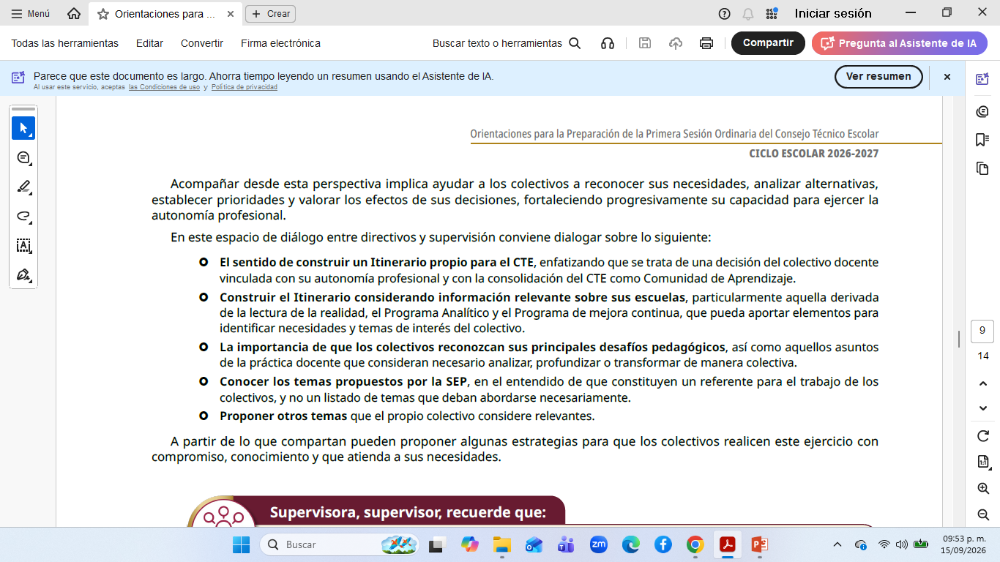 Menú
Orientaciones para ...
Crear
Iniciar sesión
Todas las herramientas
Editar
Convertir
Firma electrónica
Buscar texto o herramientas
Compartir
Pregunta al Asistente de IA
Parece que este documento es largo. Ahorra tiempo leyendo un resumen usando el Asistente de IA.
Al usar este servicio, aceptas las Condiciones de uso y Política de privacidad
Ver resumen
Orientaciones para la Preparación de la Primera Sesión Ordinaria del Consejo Técnico Escolar
CICLO ESCOLAR 2026-2027
Acompañar desde esta perspectiva implica ayudar a los colectivos a reconocer sus necesidades, analizar alternativas,
establecer prioridades y valorar los efectos de sus decisiones, fortaleciendo progresivamente su capacidad para ejercer la
autonomía profesional.
En este espacio de diálogo entre directivos y supervisión conviene dialogar sobre lo siguiente:
El sentido de construir un Itinerario propio para el CTE, enfatizando que se trata de una decisión del colectivo docente
vinculada con su autonomía profesional y con la consolidación del CTE como Comunidad de Aprendizaje.
Construir el Itinerario considerando información relevante sobre sus escuelas, particularmente aquella derivada
de la lectura de la realidad, el Programa Analítico y el Programa de mejora continua, que pueda aportar elementos para
identificar necesidades y temas de interés del colectivo.
La importancia de que los colectivos reconozcan sus principales desafíos pedagógicos, así como aquellos asuntos
de la práctica docente que consideran necesario analizar, profundizar o transformar de manera colectiva.
Conocer los temas propuestos por la SEP, en el entendido de que constituyen un referente para el trabajo de los
colectivos, y no un listado de temas que deban abordarse necesariamente.
Proponer otros temas que el propio colectivo considere relevantes.
A partir de lo que compartan pueden proponer algunas estrategias para que los colectivos realicen este ejercicio con
compromiso, conocimiento y que atienda a sus necesidades.
Supervisora, supervisor, recuerde que:
9
14
1:1
Buscar
zm
09:53 p. m.
15/09/2026